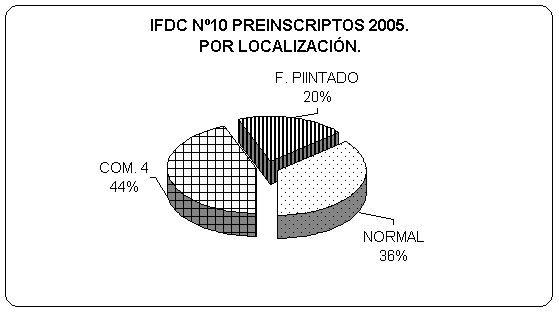 IFDC Nº10 PREINSCRIPTOS 2005.
POR LOCALIZACIÓN.
F. PIINTADO
20%
COM. 4
44%
NORMAL
36%